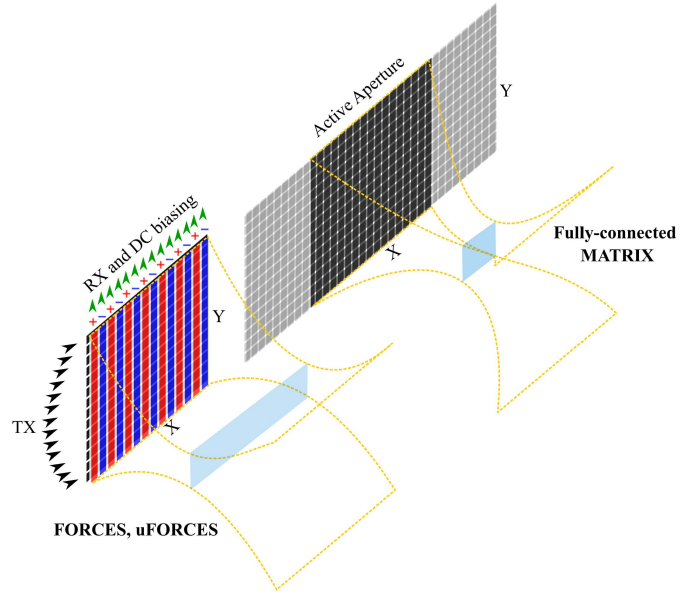 Active Aperture
Y
X
Fully-connected
MATRIX
RX and DC biasing
+ − + − + − + − + − + − + −
Y
TX
X
FORCES, uFORCES